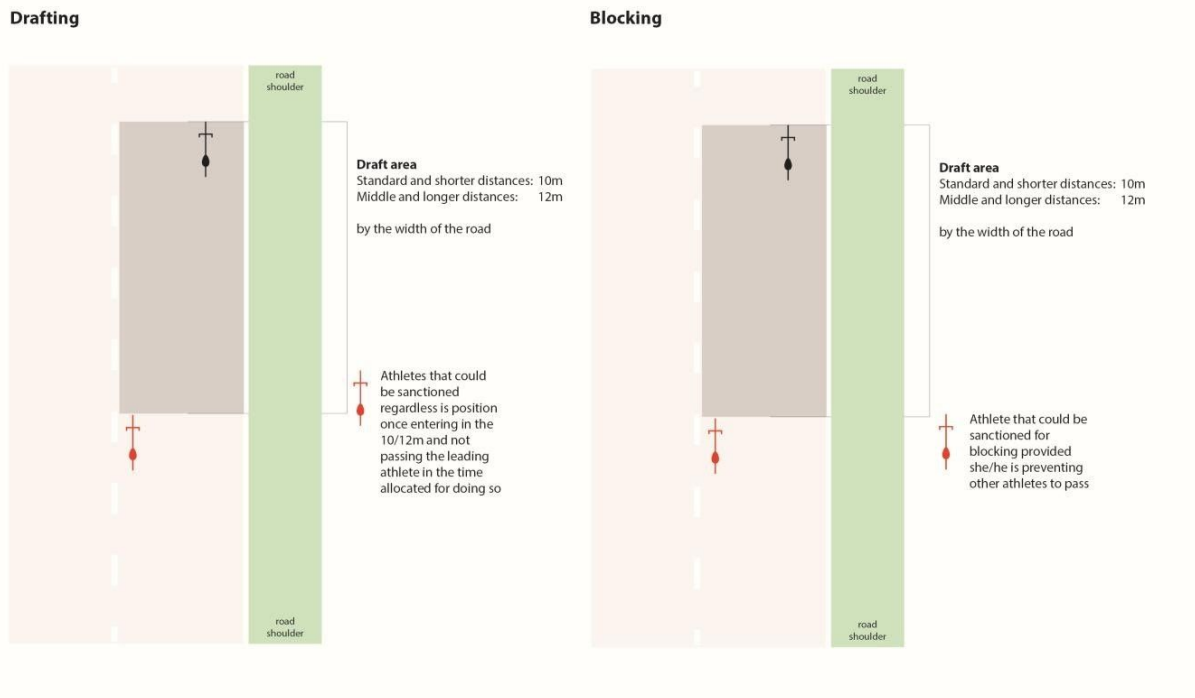 Drafting
road
shoulder
Draft area
Standard and shorter distances: 10m
Middle and longer distances: 12m
by the width of the road
Athletes that could
be sanctioned
regardless is position
once entering in the
10/12m and not
passing the leading
athlete in the time
allocated for doing so
road
shoulder
Blocking
road
shoulder
Draft area
Standard and shorter distances: 10m
Middle and longer distances: 12m
by the width of the road
Athlete that could be
sanctioned for
blocking provided
she/he is preventing
other athletes to pass
road
shoulder